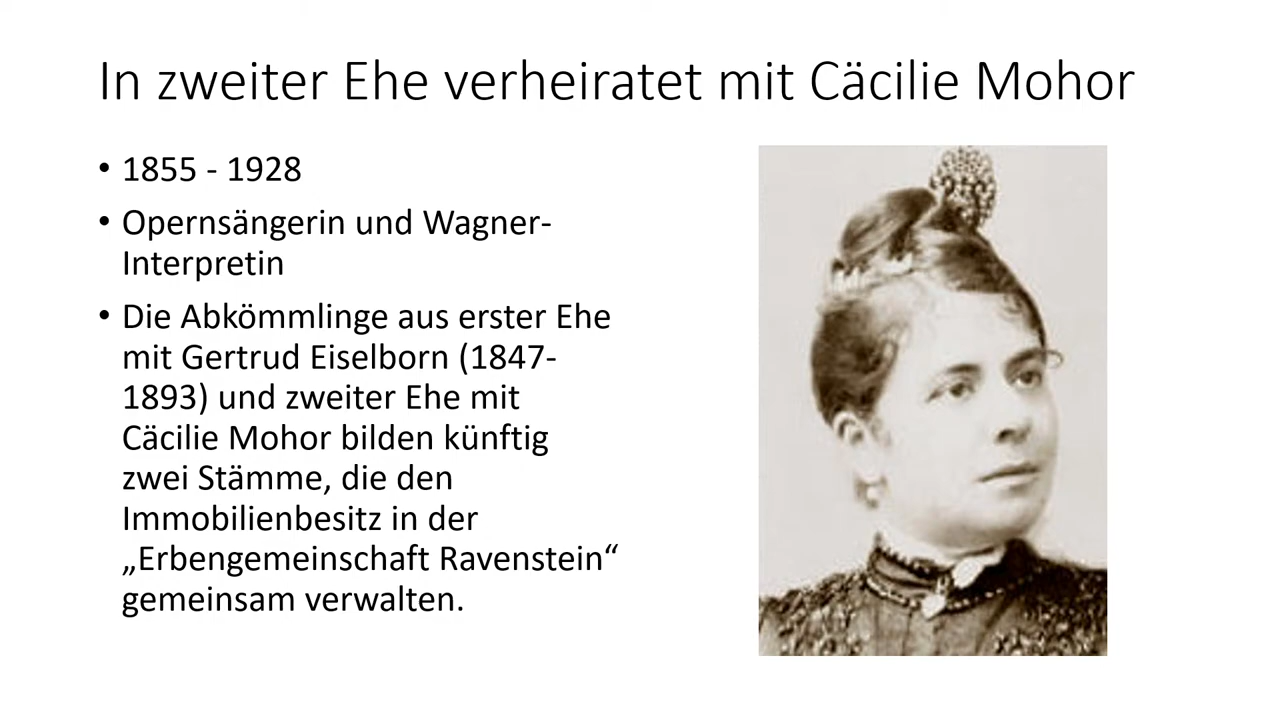 In zweiter Ehe verheiratet mit Cäcilie Mohor
• 1855 - 1928
• Opernsängerin und Wagner-
Interpretin
• Die Abkömmlinge aus erster Ehe
mit Gertrud Eiselborn (1847-
1893) und zweiter Ehe mit
Cäcilie Mohor bilden künftig
zwei Stämme, die den
Immobilienbesitz in der
„Erbengemeinschaft Ravenstein“
gemeinsam verwalten.